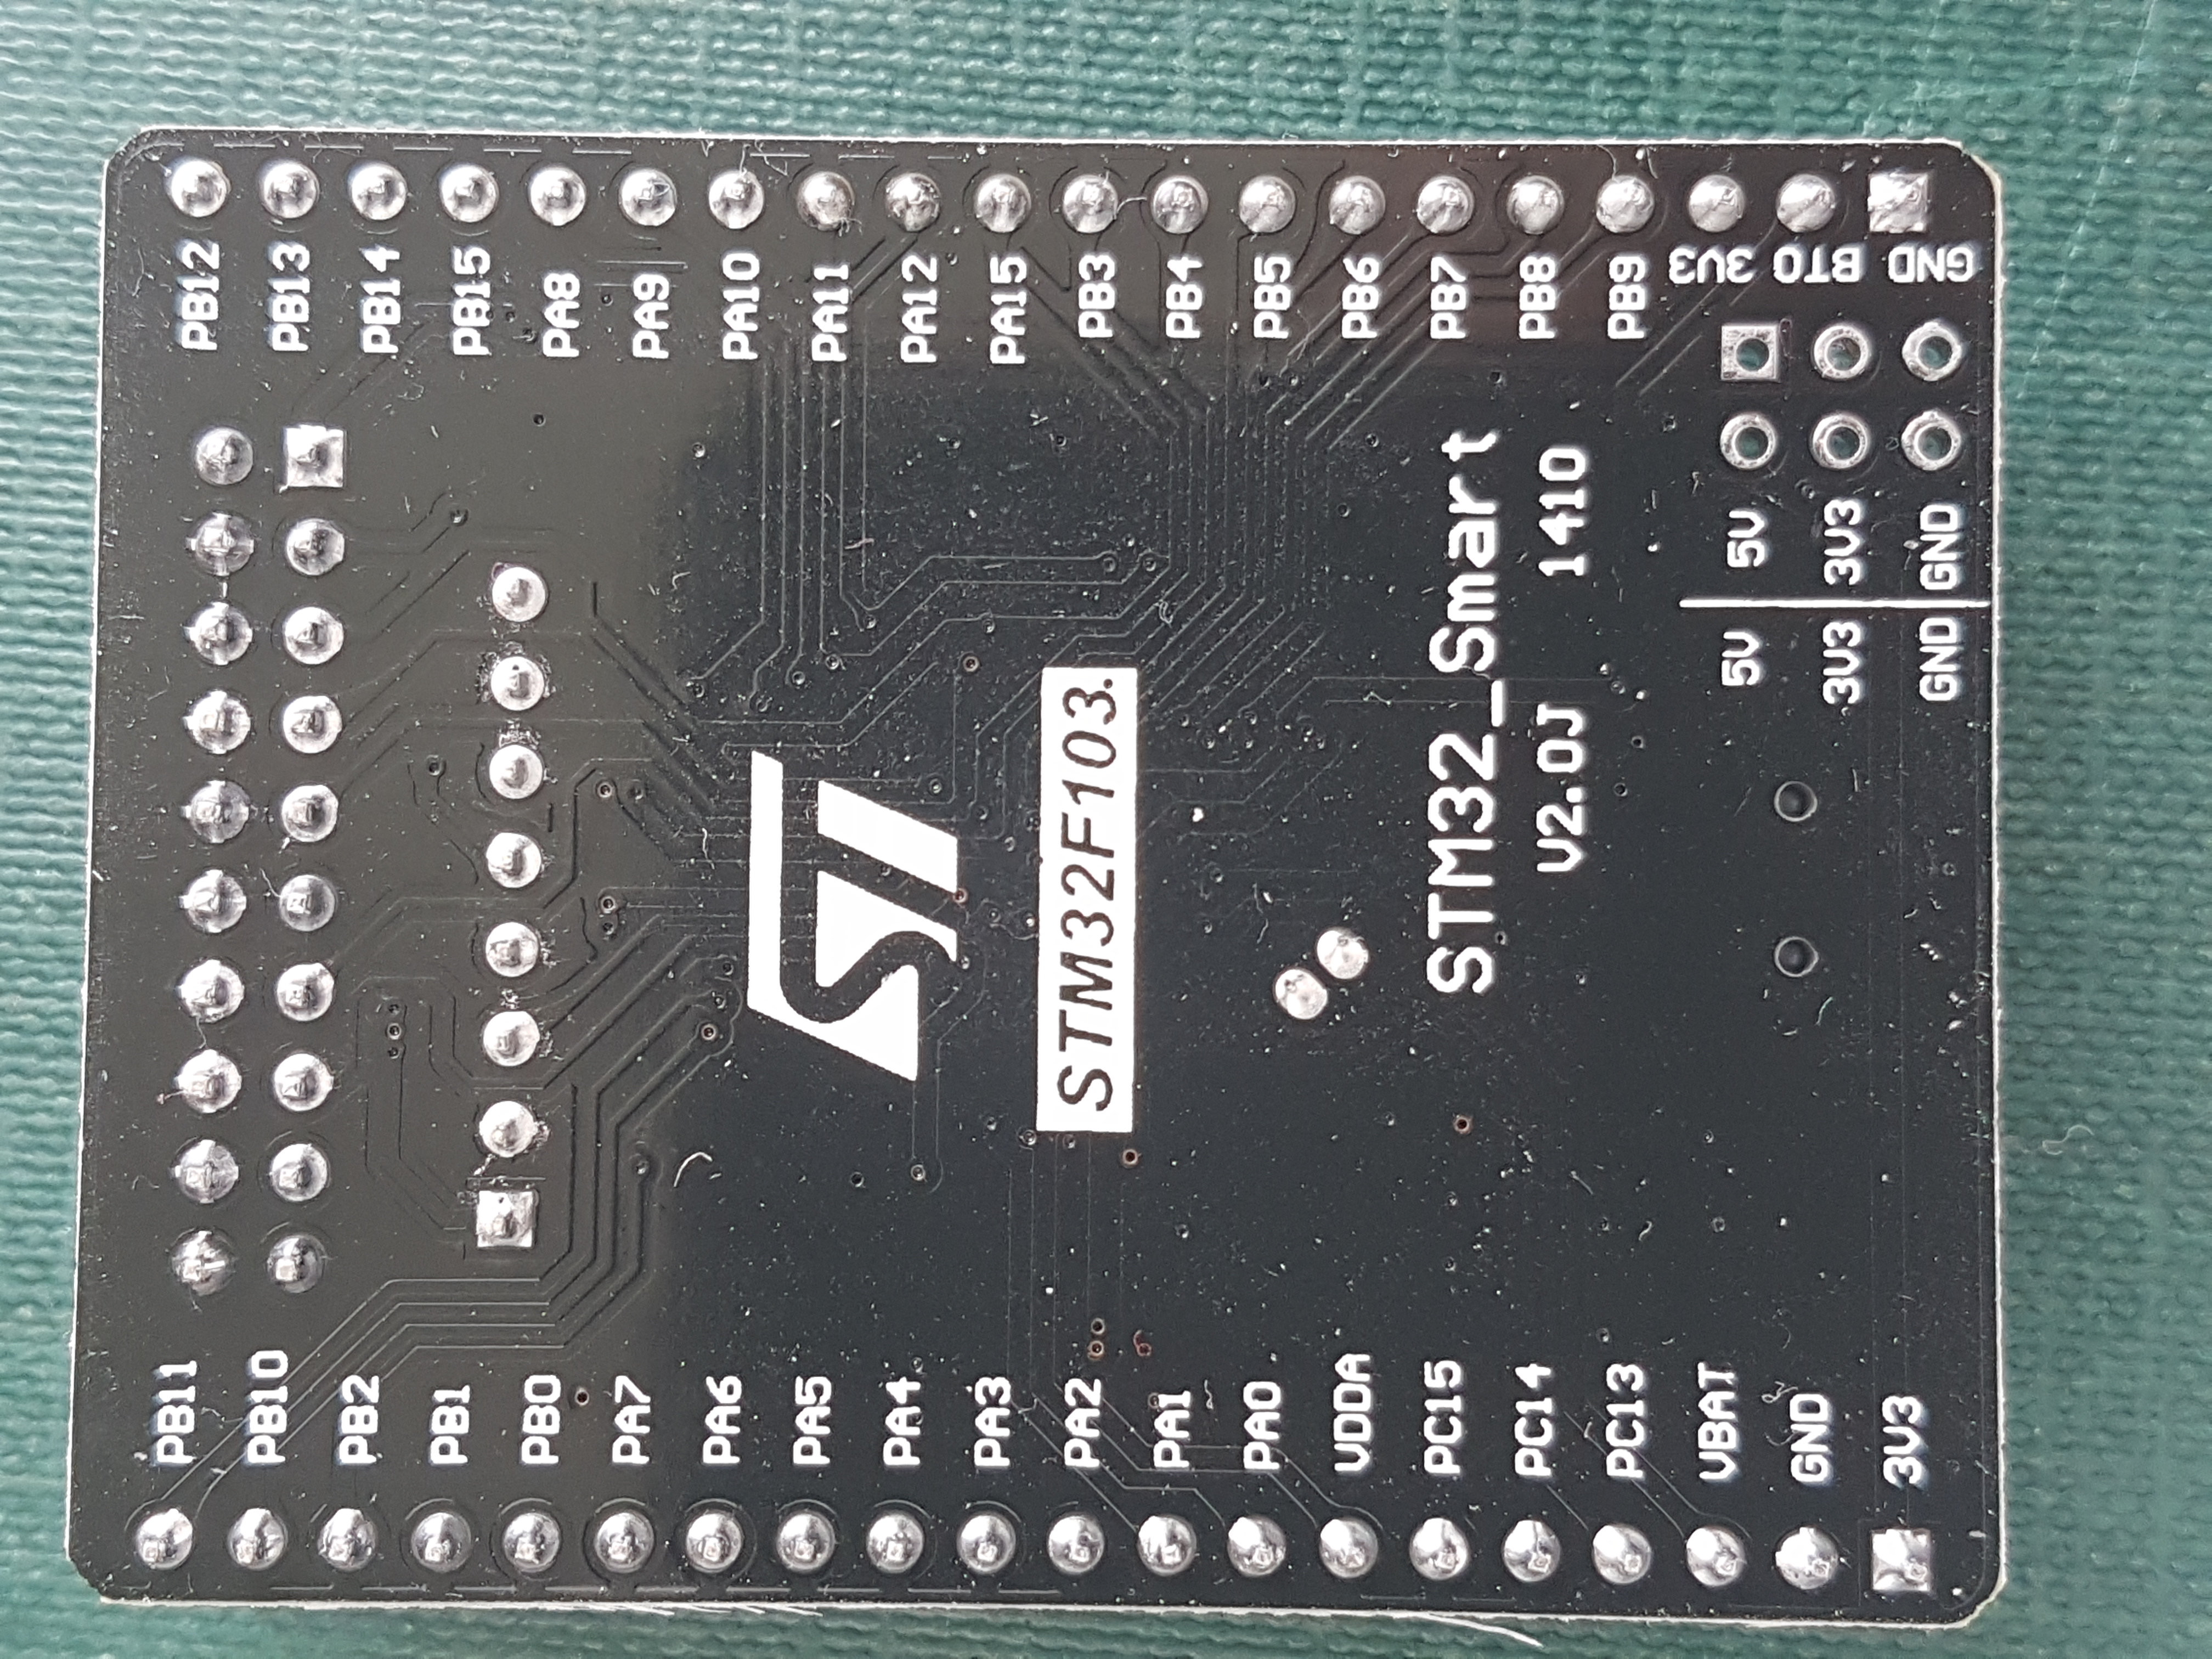 PB11
PB10
PB2
PB1
PB0
PA7
PA6
PA5
PA4
PA3
PA2
PA1
PA0
VDDA
PC15
PC14
PC13
VBAT
GND
3V3
ST
STM32F103.
STM32_Smart
V2.0J 1410
5V 5V
3V3 3V3
GND GND
PB12
PB13
PB14
PB15
PA8
PA9
PA10
PA11
PA12
PA15
PB3
PB4
PB5
PB6
PB7
PB8
PB9
GND BT0 3V3